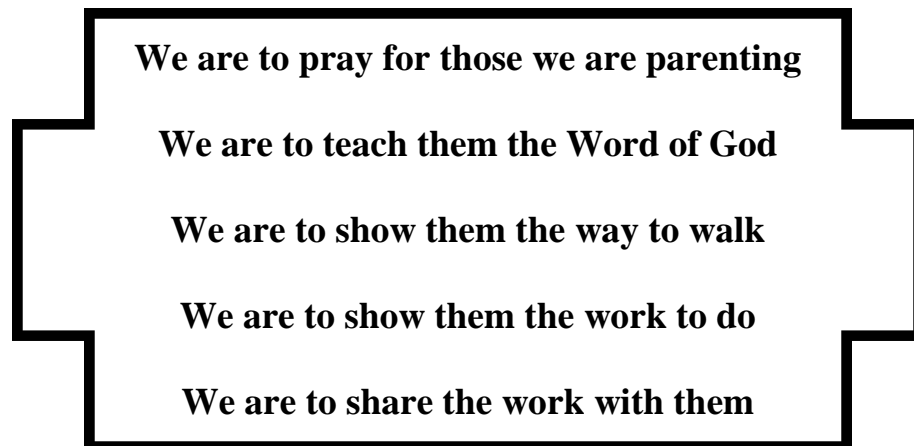 We are to pray for those we are parenting
We are to teach them the Word of God
We are to show them the way to walk
We are to show them the work to do
We are to share the work with them